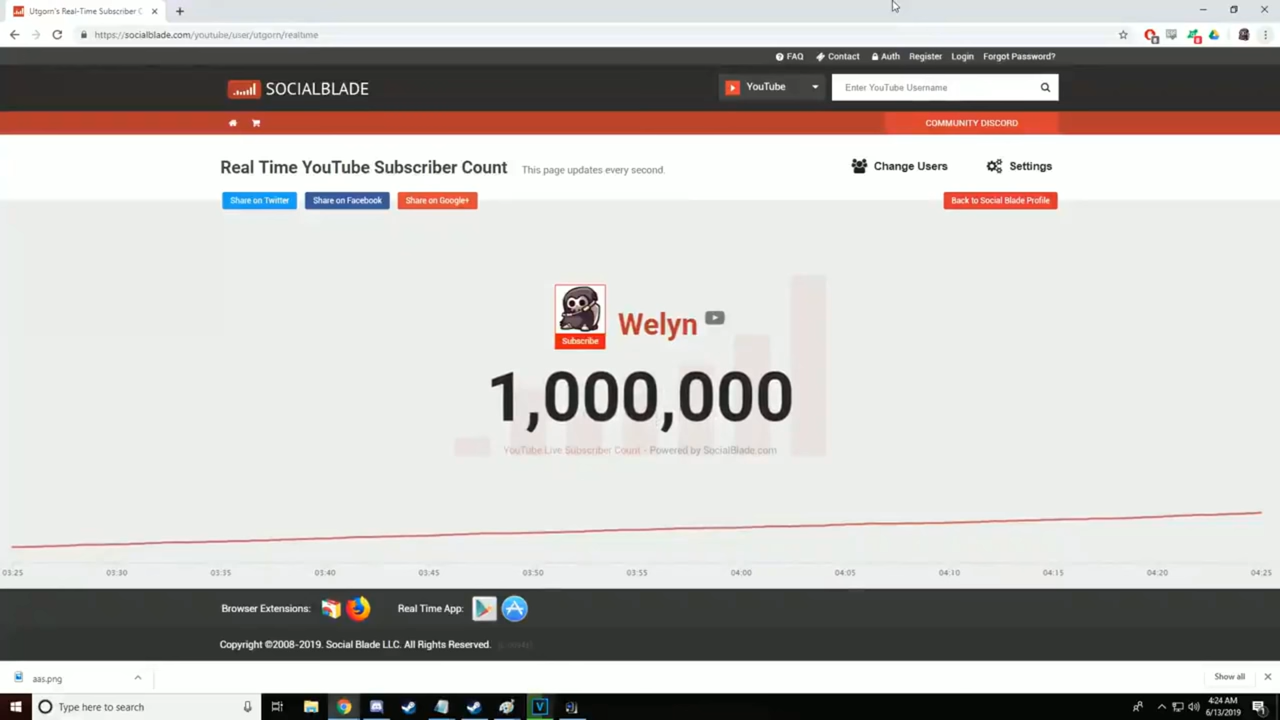 Utgorn's Real-Time Subscriber C
https://socialblade.com/youtube/user/utgorn/realtime
FAQ Contact Auth Register Login Forgot Password?
SOCIALBLADE
YouTube
Enter YouTube Username
COMMUNITY DISCORD
Real Time YouTube Subscriber Count
This page updates every second.
Change Users
Settings
Share on Twitter
Share on Facebook
Share on Google+
Back to Social Blade Profile
Subscribe
Welyn
1,000,000
YouTube Live Subscriber Count - Powered by SocialBlade.com
03:25 03:30 03:35 03:40 03:45 03:50 03:55 04:00 04:05 04:10 04:15 04:20 04:25
Browser Extensions:
Real Time App:
Copyright ©2008-2019. Social Blade LLC. All Rights Reserved.
aas.png
Show all
Type here to search
4:24 AM
6/13/2019